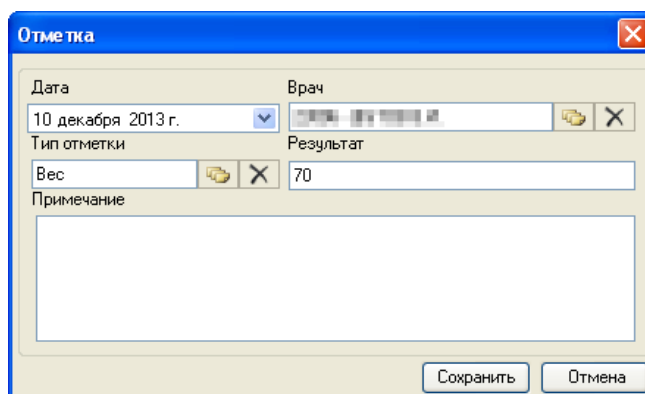 Отметка
Дата
Врач
10 декабря 2013 г.
Тип отметки
Результат
Вес
70
Примечание
Сохранить
Отмена